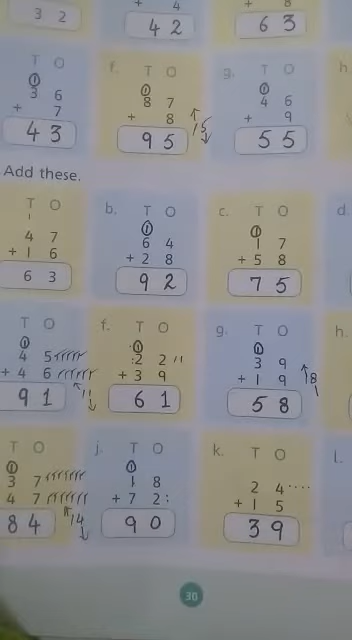 + 4 + 8
3 2 4 2 6 3
T O f. T O g. T O h
1 1 1
3 6 8 7 4 6
+ 7 + 8 15 + 9
4 3 9 5 5 5
Add these.
T O b. T O c. T O d.
1 1 1
4 7 6 4 1 7
+ 1 6 + 2 8 + 5 8
6 3 9 2 7 5
T O f. T O g. T O h.
1 1 1
4 5 2 2 3 9
+ 4 6 11 + 3 9 + 1 9 18
9 1 6 1 5 8
T O j. T O k. T O l.
1 1
3 7 1 8 2 4
4 7 + 7 2 + 1 5
8 4 14 9 0 3 9
30